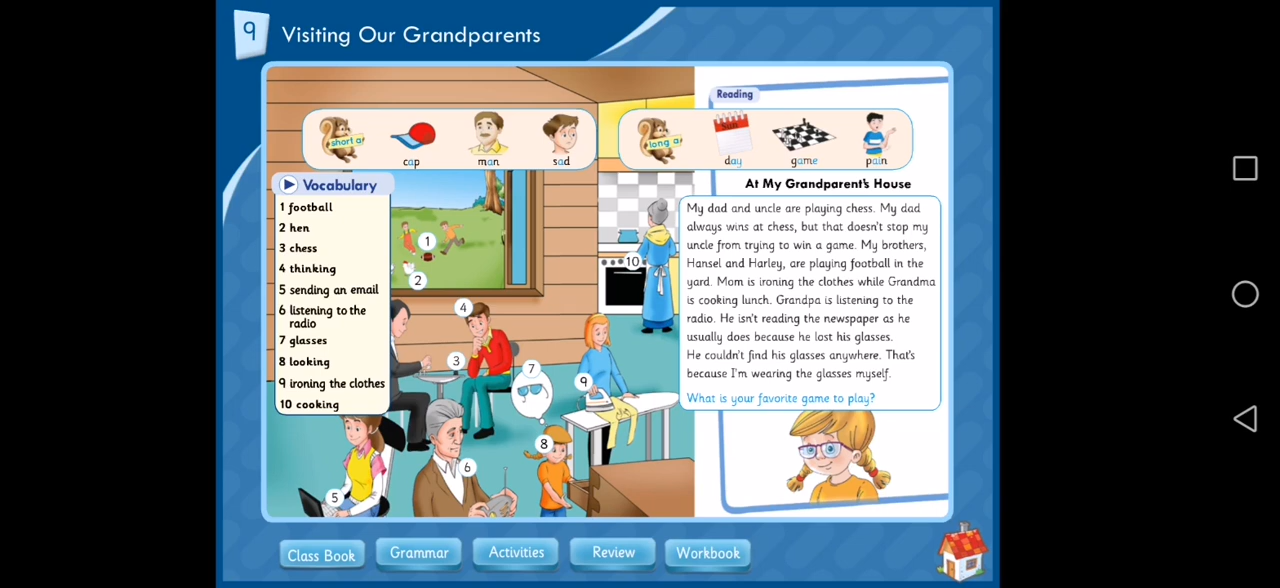 9
Visiting Our Grandparents
Reading
short a
cap
man
sad
long a
SUN
day
game
pain
Vocabulary
1 football
2 hen
3 chess
4 thinking
5 sending an email
6 listening to the
radio
7 glasses
8 looking
9 ironing the clothes
10 cooking
1
2
3
4
5
6
7
8
9
10
At My Grandparent's House
My dad and uncle are playing chess. My dad
always wins at chess, but that doesn't stop my
uncle from trying to win a game. My brothers,
Hansel and Harley, are playing football in the
yard. Mom is ironing the clothes while Grandma
is cooking lunch. Grandpa is listening to the
radio. He isn't reading the newspaper as he
usually does because he lost his glasses.
He couldn't find his glasses anywhere. That's
because I'm wearing the glasses myself.
What is your favorite game to play?
Class Book
Grammar
Activities
Review
Workbook